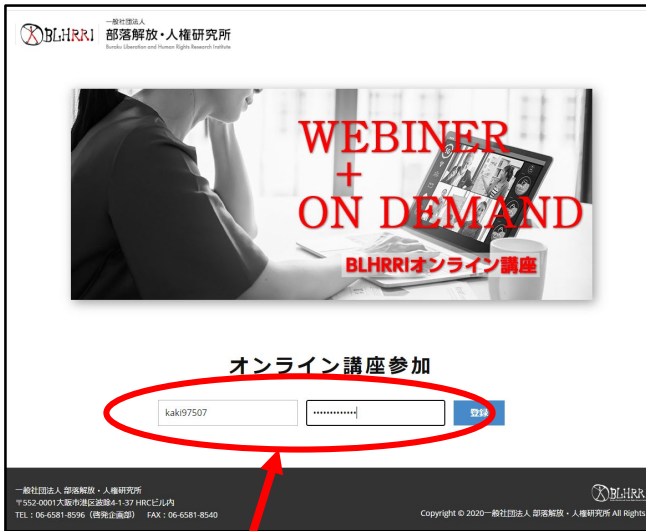 BLHRRI
一般社団法人
部落解放・人権研究所
Buraku Liberation and Human Rights Research Institute
WEBINER
+
ON DEMAND
BLHRRIオンライン講座
オンライン講座参加
kaki97507
•••••••••••••
登録
一般社団法人 部落解放・人権研究所
〒552-0001大阪市港区波除4-1-37 HRCビル内
TEL：06-6581-8596（啓発企画部） FAX：06-6581-8540
BLHRR
Copyright © 2020一般社団法人 部落解放・人権研究所 All Rights